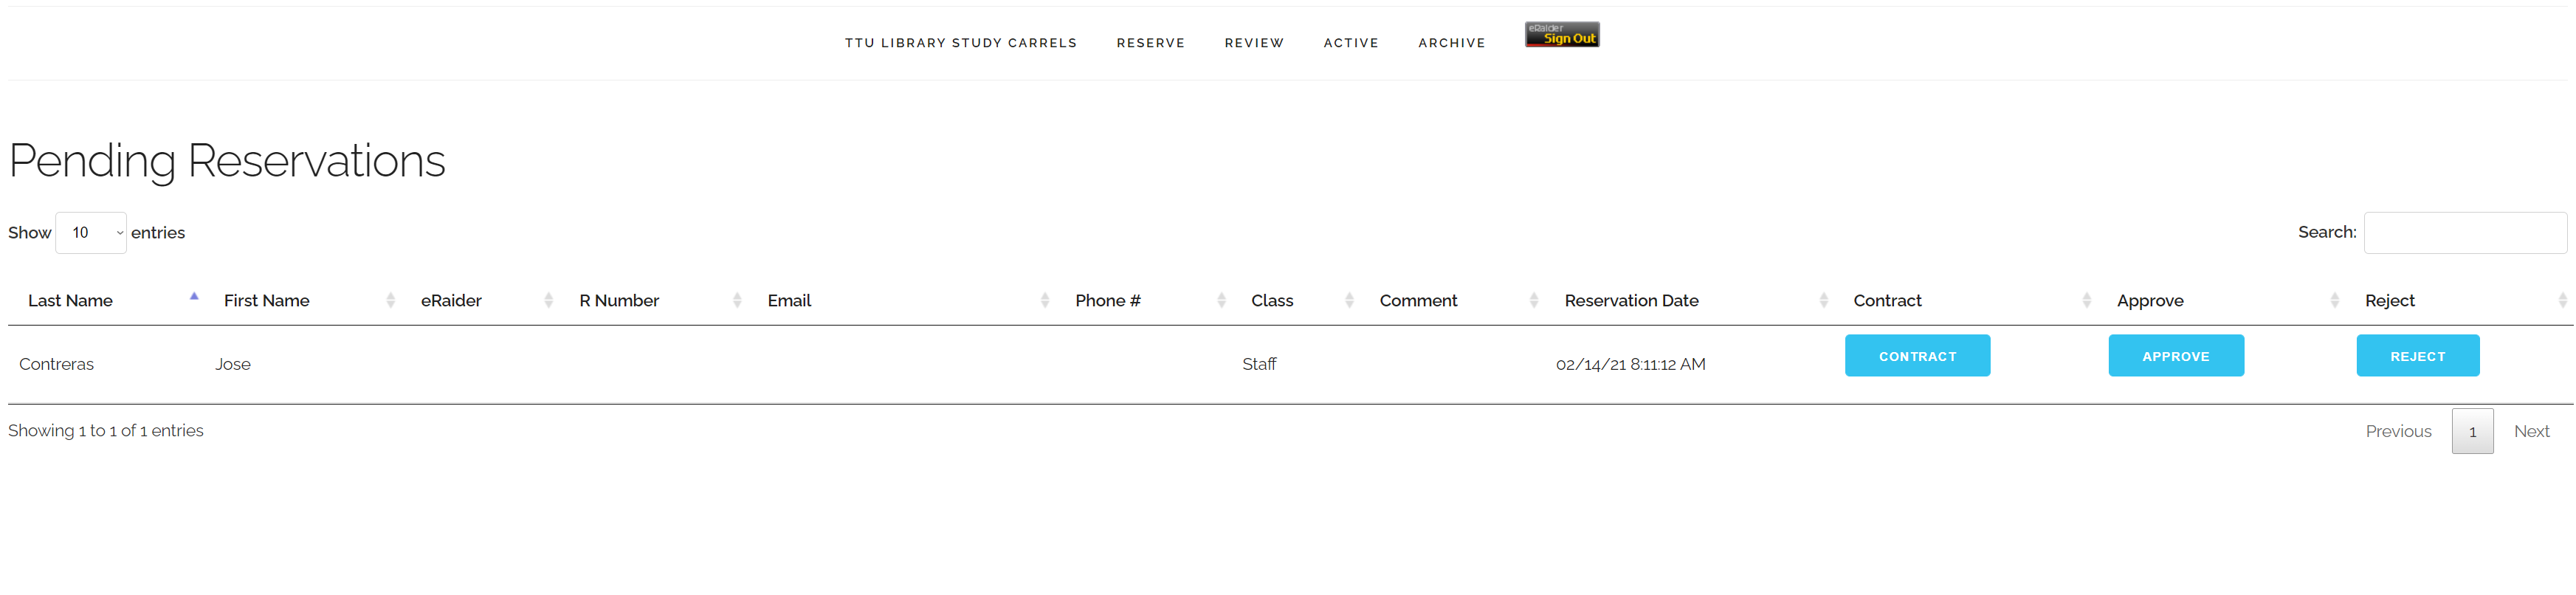 TTU LIBRARY STUDY CARRELS RESERVE REVIEW ACTIVE ARCHIVE eRaider Sign Out
Pending Reservations
Show 10 entries Search:
Last Name First Name eRaider R Number Email Phone # Class Comment Reservation Date Contract Approve Reject
Contreras Jose Staff 02/14/21 8:11:12 AM CONTRACT APPROVE REJECT
Showing 1 to 1 of 1 entries Previous 1 Next